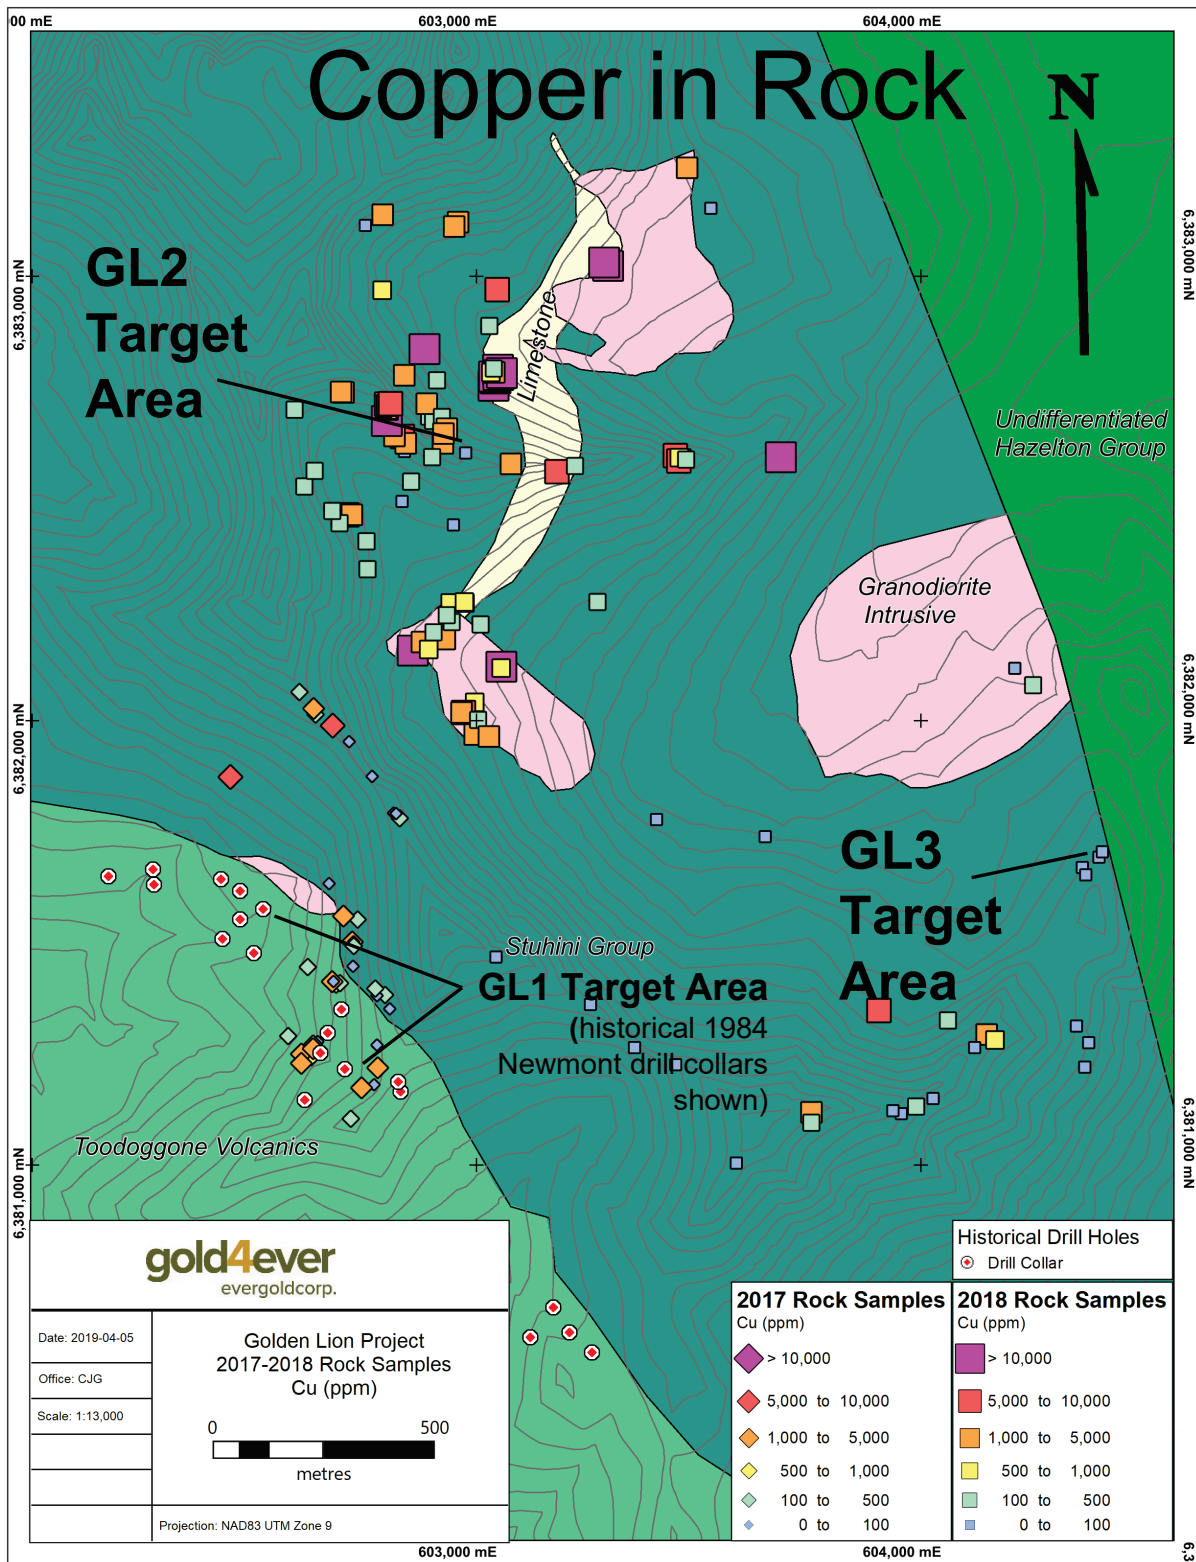 00 mE
603,000 mE
604,000 mE
Copper in Rock
N
6,383,000 mN
6,383,000 mN
GL2
Target
Area
Limestone
Undifferentiated
Hazelton Group
Granodiorite
Intrusive
6,382,000 mN
6,382,000 mN
GL3
Target
Area
Stuhini Group
GL1 Target Area
(historical 1984
Newmont drill collars
shown)
Toodoggone Volcanics
6,381,000 mN
6,381,000 mN
gold4ever
evergoldcorp.
Date: 2019-04-05
Office: CJG
Scale: 1:13,000
Golden Lion Project
2017-2018 Rock Samples
Cu (ppm)
0 500
metres
Projection: NAD83 UTM Zone 9
Historical Drill Holes
Drill Collar
2017 Rock Samples
Cu (ppm)
> 10,000
5,000 to 10,000
1,000 to 5,000
500 to 1,000
100 to 500
0 to 100
2018 Rock Samples
Cu (ppm)
> 10,000
5,000 to 10,000
1,000 to 5,000
500 to 1,000
100 to 500
0 to 100
603,000 mE
604,000 mE
6,3